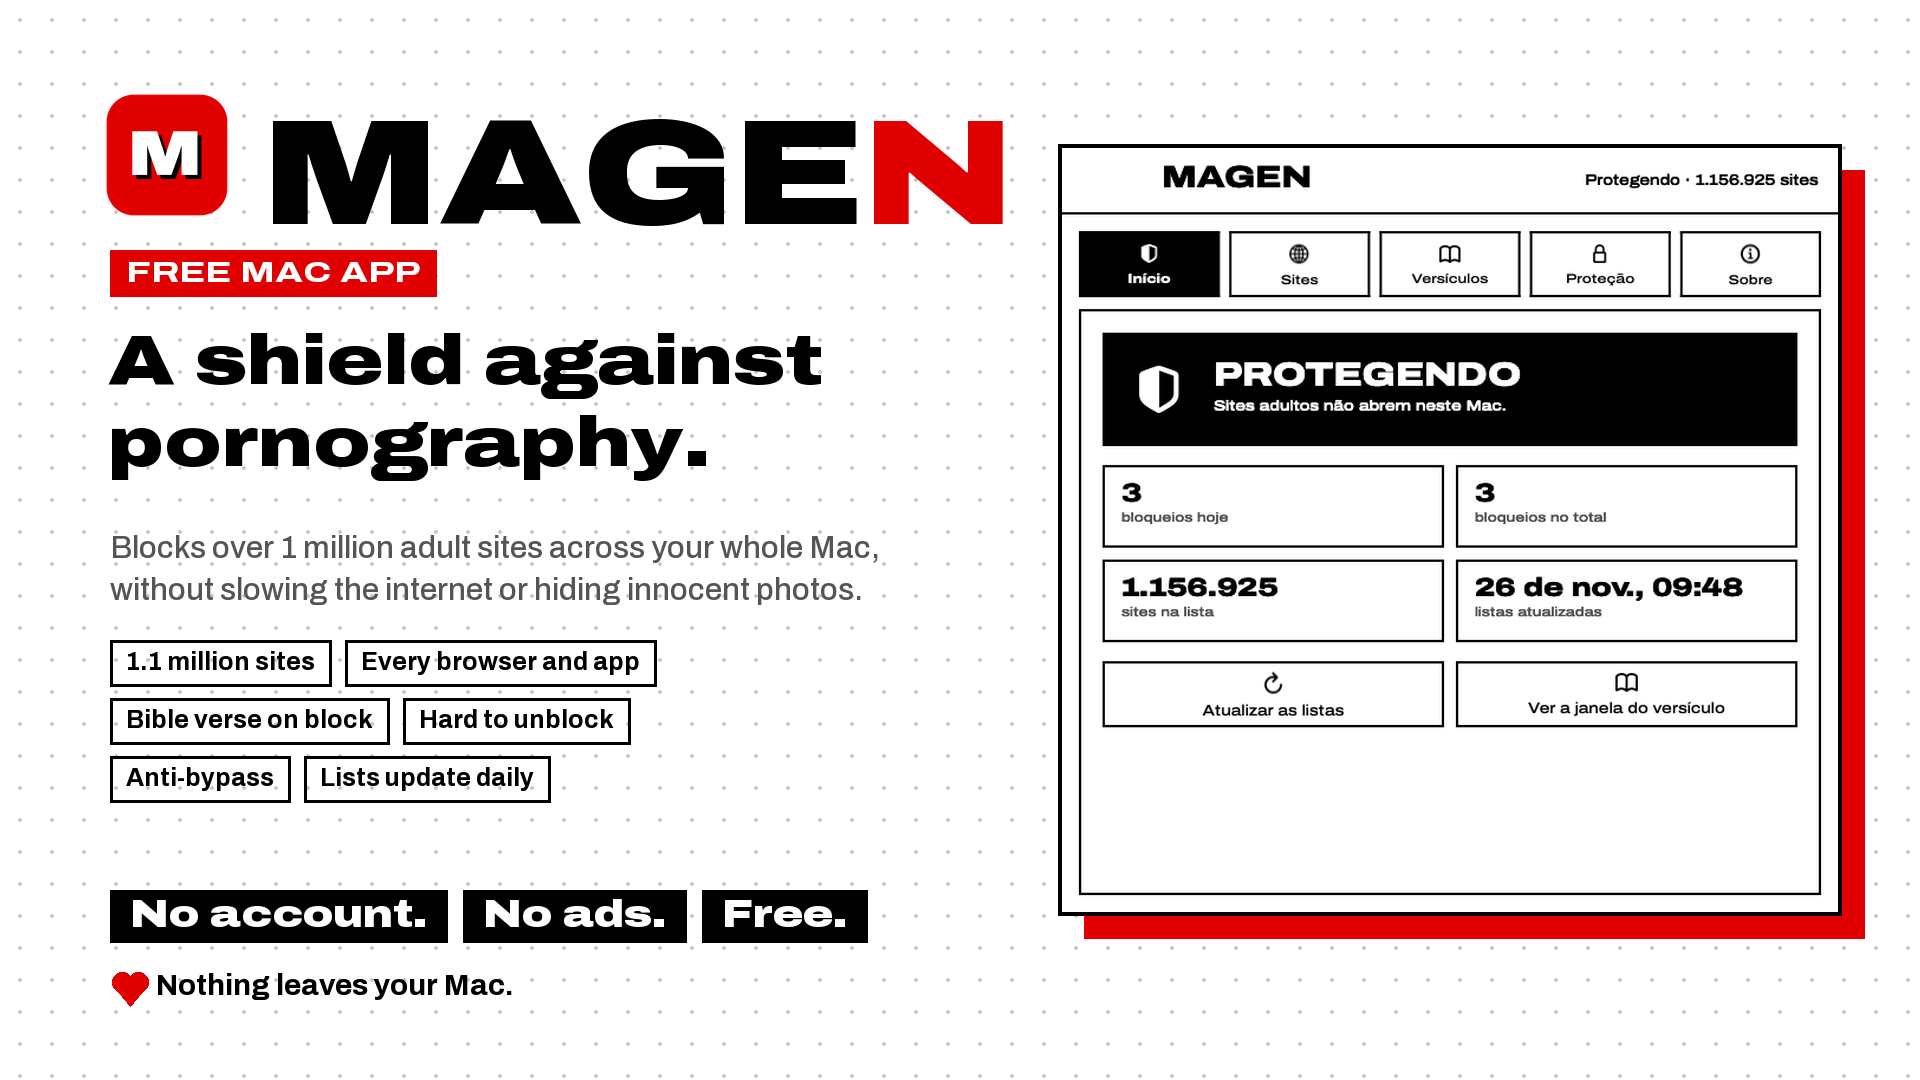 M MAGEN
FREE MAC APP
A shield against
pornography.
Blocks over 1 million adult sites across your whole Mac,
without slowing the internet or hiding innocent photos.
1.1 million sites
Every browser and app
Bible verse on block
Hard to unblock
Anti-bypass
Lists update daily
No account.
No ads.
Free.
Nothing leaves your Mac.
MAGEN
Protegendo · 1.156.925 sites
Início
Sites
Versículos
Proteção
Sobre
PROTEGENDO
Sites adultos não abrem neste Mac.
3
bloqueios hoje
3
bloqueios no total
1.156.925
sites na lista
26 de nov., 09:48
listas atualizadas
Atualizar as listas
Ver a janela do versículo